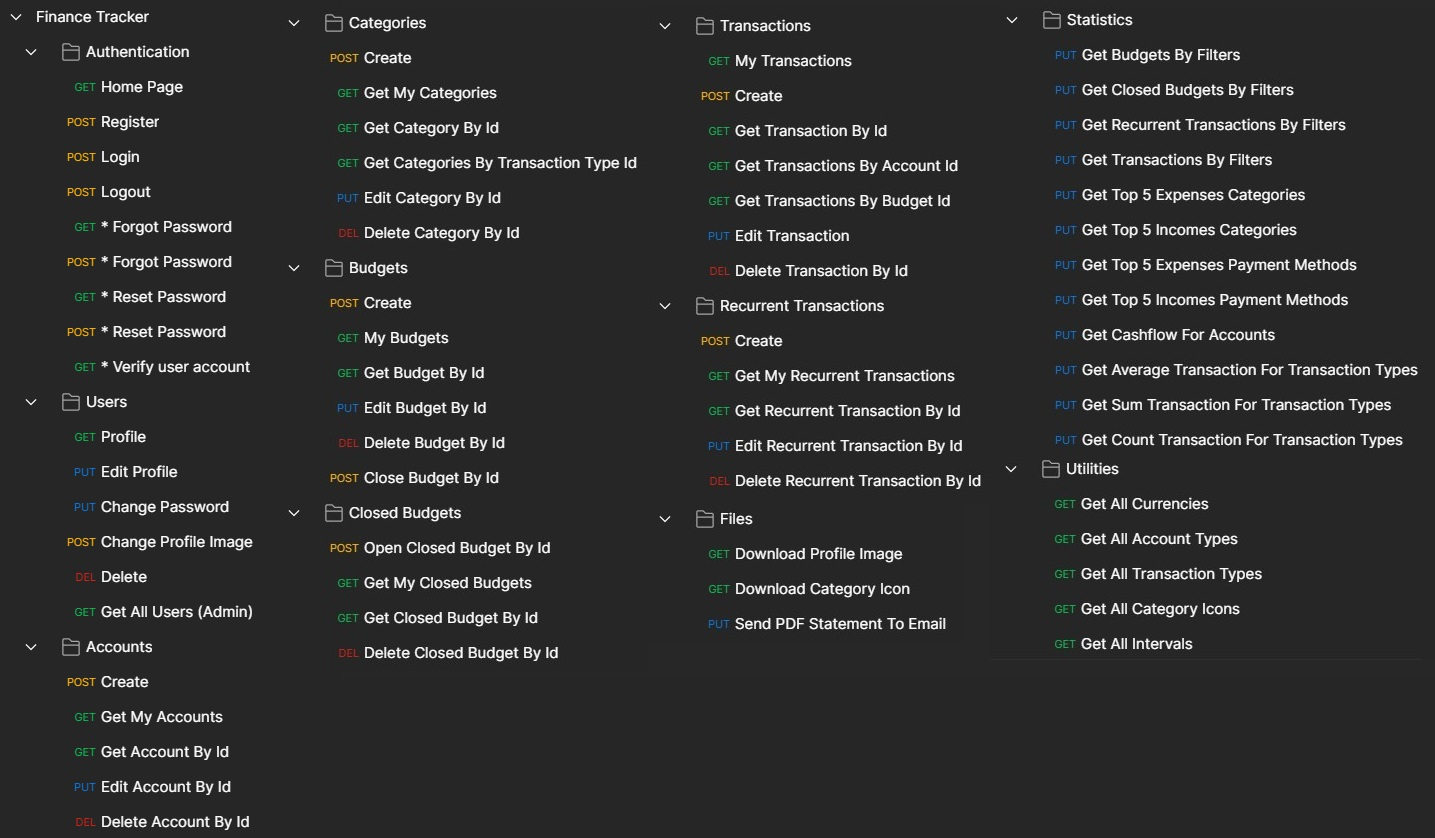 Finance Tracker
Authentication
GET Home Page
POST Register
POST Login
POST Logout
GET * Forgot Password
POST * Forgot Password
GET * Reset Password
POST * Reset Password
GET * Verify user account
Users
GET Profile
PUT Edit Profile
PUT Change Password
POST Change Profile Image
DEL Delete
GET Get All Users (Admin)
Accounts
POST Create
GET Get My Accounts
GET Get Account By Id
PUT Edit Account By Id
DEL Delete Account By Id
Categories
POST Create
GET Get My Categories
GET Get Category By Id
GET Get Categories By Transaction Type Id
PUT Edit Category By Id
DEL Delete Category By Id
Budgets
POST Create
GET My Budgets
GET Get Budget By Id
PUT Edit Budget By Id
DEL Delete Budget By Id
POST Close Budget By Id
Closed Budgets
POST Open Closed Budget By Id
GET Get My Closed Budgets
GET Get Closed Budget By Id
DEL Delete Closed Budget By Id
Transactions
GET My Transactions
POST Create
GET Get Transaction By Id
GET Get Transactions By Account Id
GET Get Transactions By Budget Id
PUT Edit Transaction
DEL Delete Transaction By Id
Recurrent Transactions
POST Create
GET Get My Recurrent Transactions
GET Get Recurrent Transaction By Id
PUT Edit Recurrent Transaction By Id
DEL Delete Recurrent Transaction By Id
Files
GET Download Profile Image
GET Download Category Icon
PUT Send PDF Statement To Email
Statistics
PUT Get Budgets By Filters
PUT Get Closed Budgets By Filters
PUT Get Recurrent Transactions By Filters
PUT Get Transactions By Filters
PUT Get Top 5 Expenses Categories
PUT Get Top 5 Incomes Categories
PUT Get Top 5 Expenses Payment Methods
PUT Get Top 5 Incomes Payment Methods
PUT Get Cashflow For Accounts
PUT Get Average Transaction For Transaction Types
PUT Get Sum Transaction For Transaction Types
PUT Get Count Transaction For Transaction Types
Utilities
GET Get All Currencies
GET Get All Account Types
GET Get All Transaction Types
GET Get All Category Icons
GET Get All Intervals